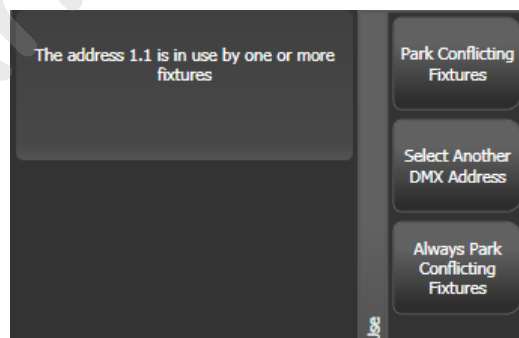 The address 1.1 is in use by one or more
fixtures
Park Conflicting
Fixtures
Select Another
DMX Address
Always Park
Conflicting
Fixtures